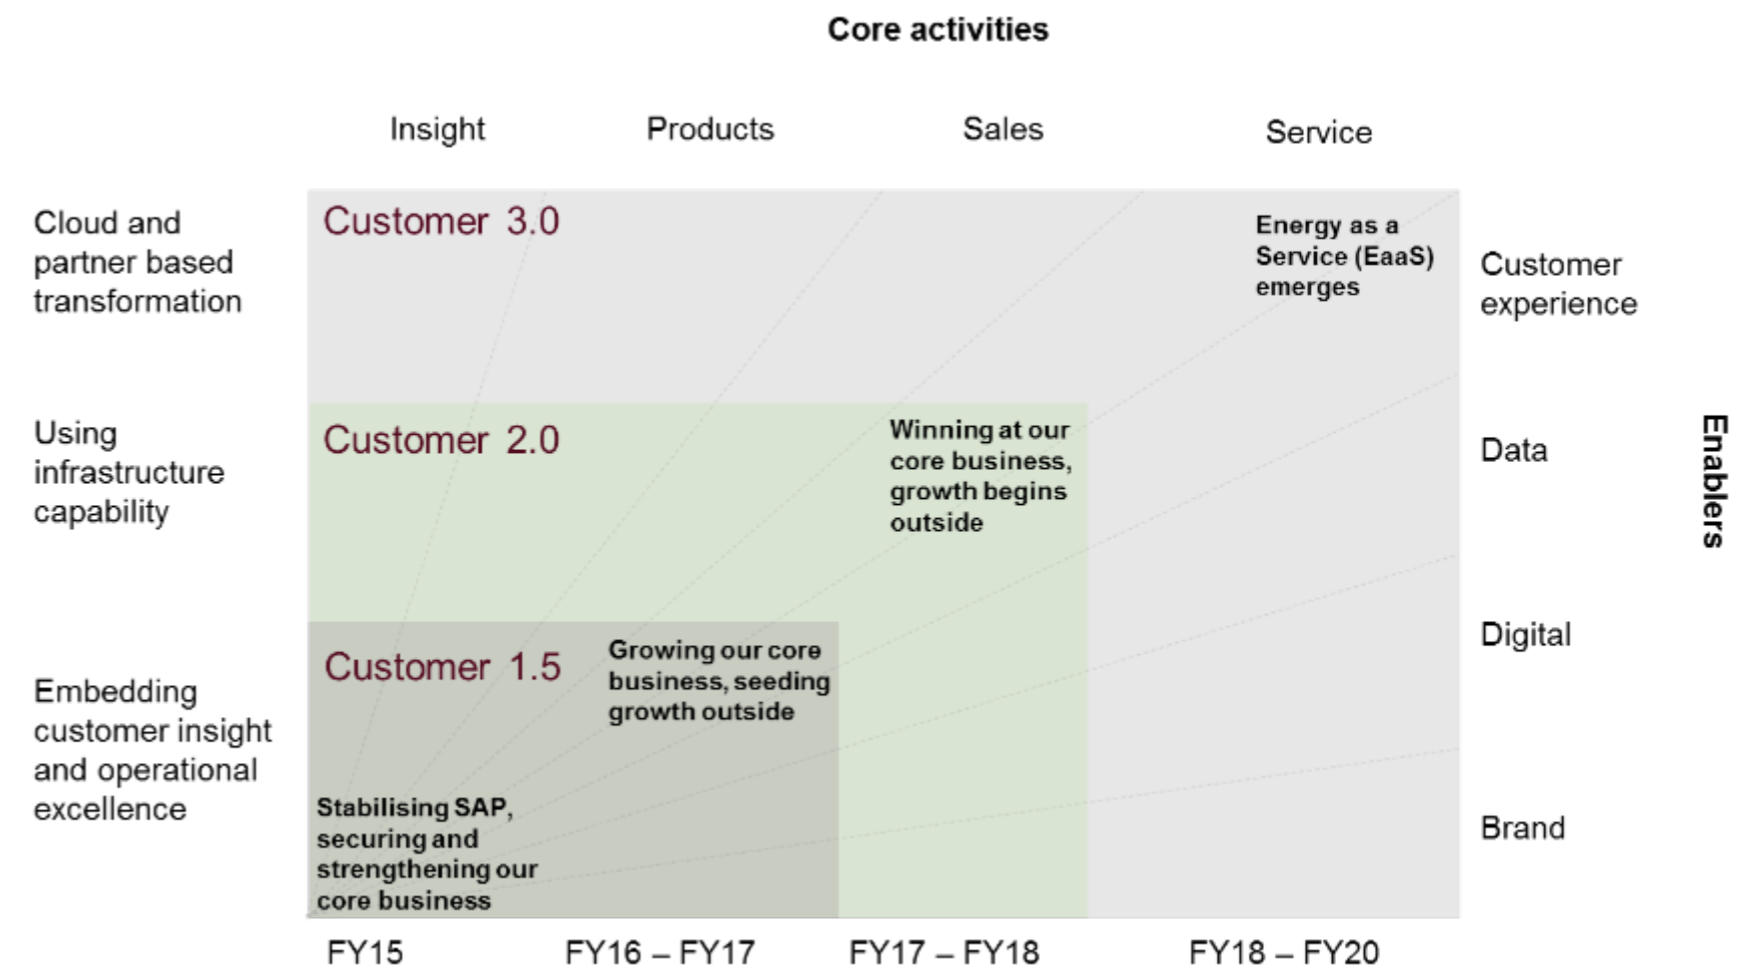 Core activities
Insight
Products
Sales
Service
Cloud and
partner based
transformation
Customer 3.0
Energy as a
Service (EaaS)
emerges
Customer
experience
Using
infrastructure
capability
Customer 2.0
Winning at our
core business,
growth begins
outside
Data
Enablers
Embedding
customer insight
and operational
excellence
Customer 1.5
Growing our core
business, seeding
growth outside
Digital
Stabilising SAP,
securing and
strengthening our
core business
Brand
FY15
FY16 – FY17
FY17 – FY18
FY18 – FY20